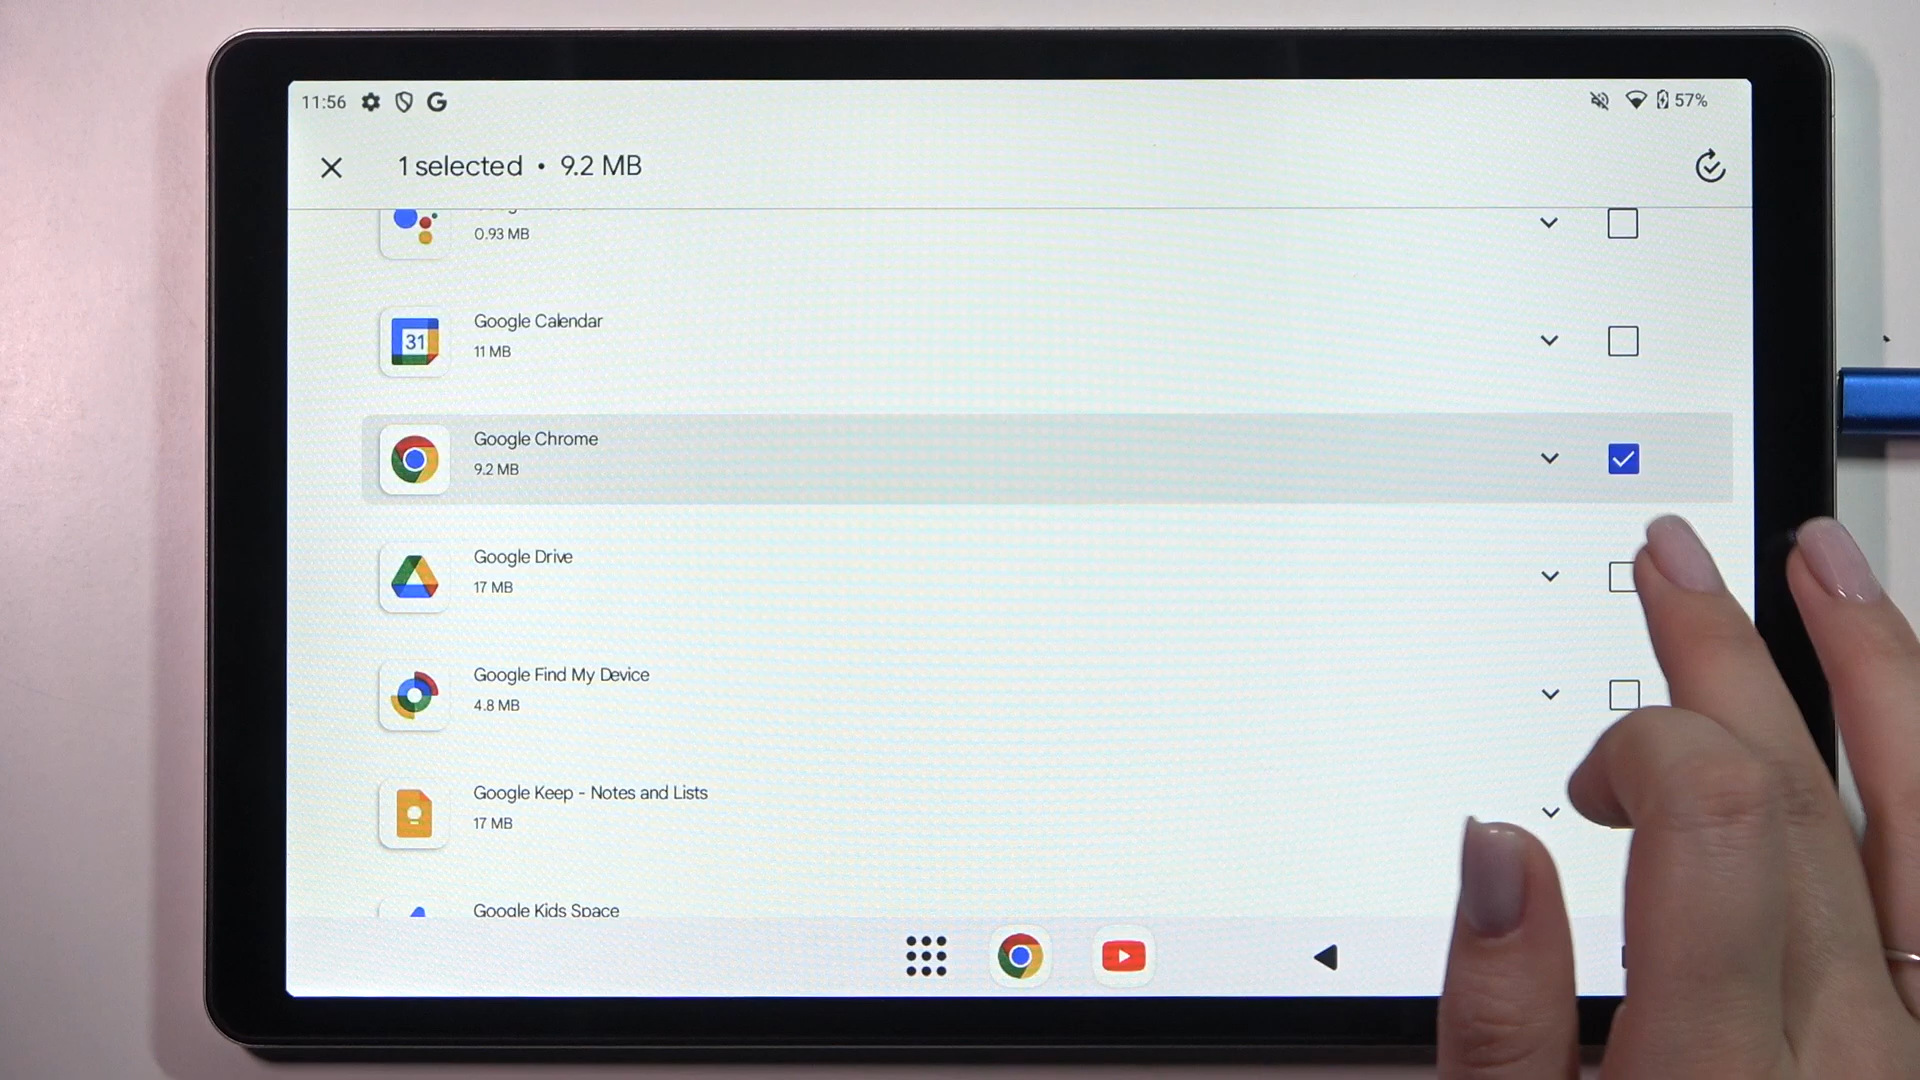 11:56 57%
1 selected • 9.2 MB
0.93 MB
Google Calendar
31
11 MB
Google Chrome
9.2 MB
Google Drive
17 MB
Google Find My Device
4.8 MB
Google Keep - Notes and Lists
17 MB
Google Kids Space